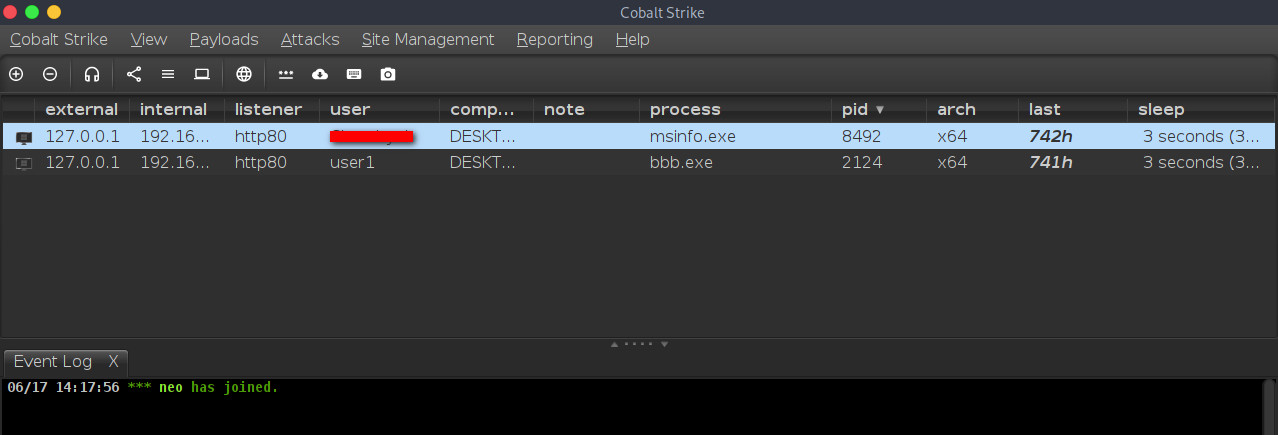 Cobalt Strike
Cobalt Strike View Payloads Attacks Site Management Reporting Help
external internal listener user comp... note process pid arch last sleep
127.0.0.1 192.16... http80 DESKT... msinfo.exe 8492 x64 742h 3 seconds (3...
127.0.0.1 192.16... http80 user1 DESKT... bbb.exe 2124 x64 741h 3 seconds (3...
Event Log X
06/17 14:17:56 *** neo has joined.